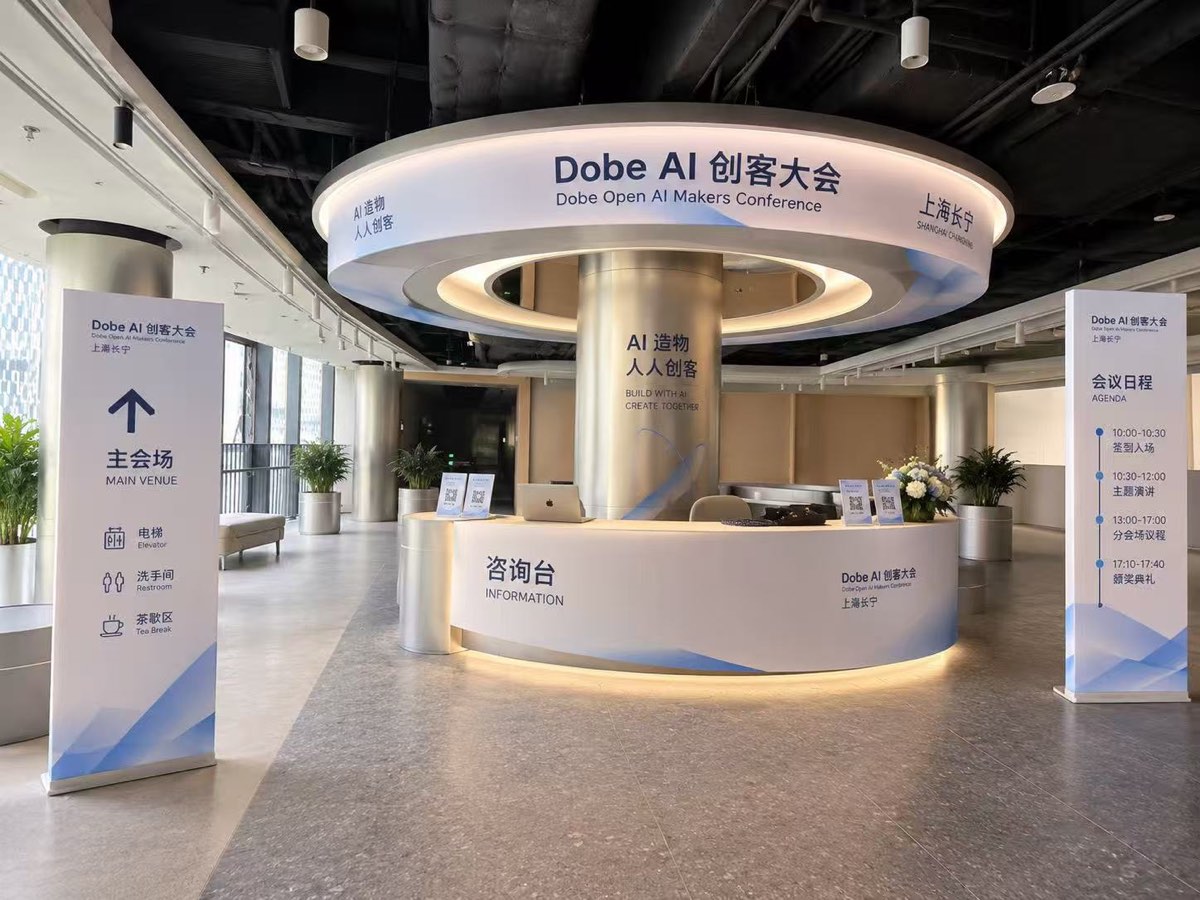 Dobe AI 创客大会
Dobe Open AI Makers Conference
AI 造物
人人创客
上海长宁
SHANGHAI CHANGNING
AI 造物
人人创客
BUILD WITH AI
CREATE TOGETHER
Dobe AI 创客大会
Dobe Open AI Makers Conference
上海长宁
主会场
MAIN VENUE
电梯
Elevator
洗手间
Restroom
茶歇区
Tea Break
咨询台
INFORMATION
Dobe AI 创客大会
Dobe Open AI Makers Conference
上海长宁
Dobe AI 创客大会
Dobe Open AI Makers Conference
上海长宁
会议日程
AGENDA
10:00-10:30
签到入场
10:30-12:00
主题演讲
13:00-17:00
分会场议程
17:10-17:40
颁奖典礼